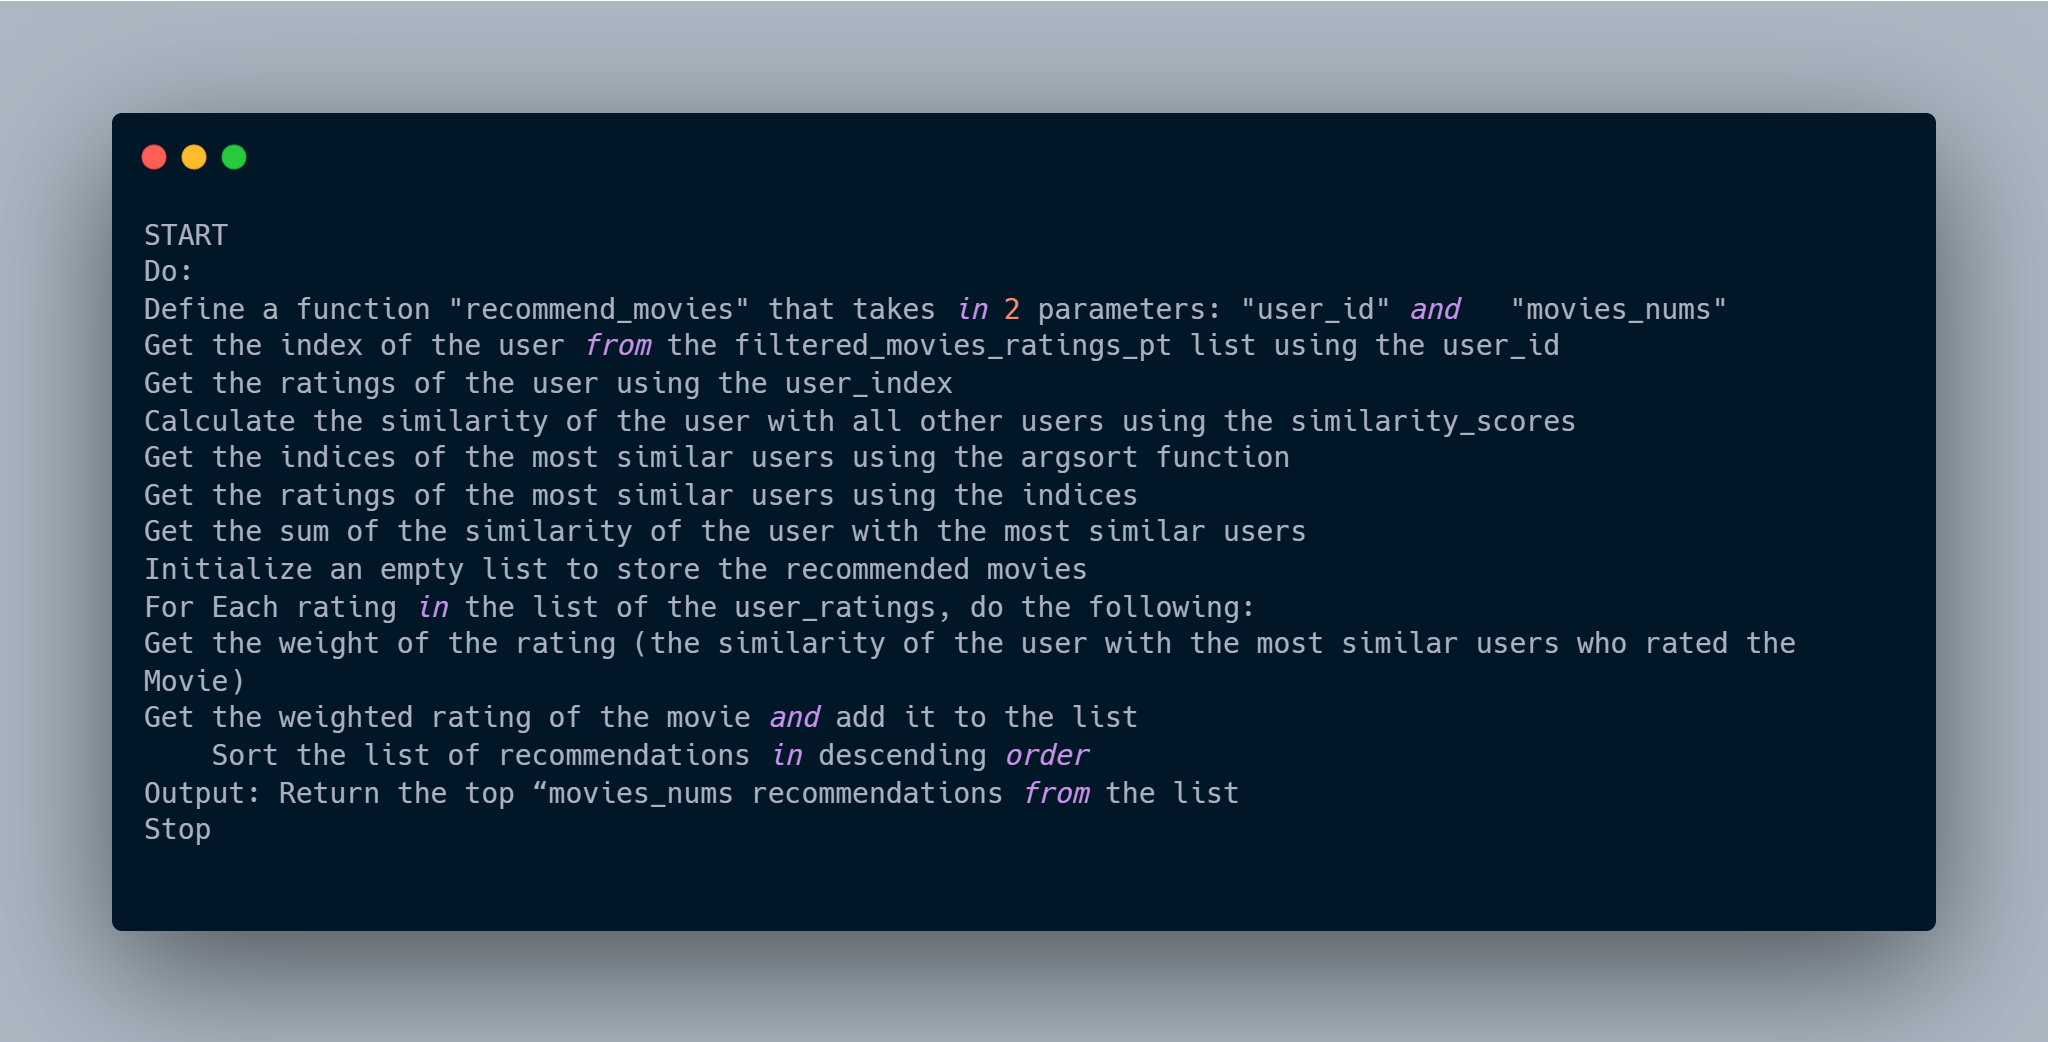 START
Do:
Define a function "recommend_movies" that takes in 2 parameters: "user_id" and   "movies_nums"
Get the index of the user from the filtered_movies_ratings_pt list using the user_id
Get the ratings of the user using the user_index
Calculate the similarity of the user with all other users using the similarity_scores
Get the indices of the most similar users using the argsort function
Get the ratings of the most similar users using the indices
Get the sum of the similarity of the user with the most similar users
Initialize an empty list to store the recommended movies
For Each rating in the list of the user_ratings, do the following:
Get the weight of the rating (the similarity of the user with the most similar users who rated the
Movie)
Get the weighted rating of the movie and add it to the list
    Sort the list of recommendations in descending order
Output: Return the top “movies_nums recommendations from the list
Stop